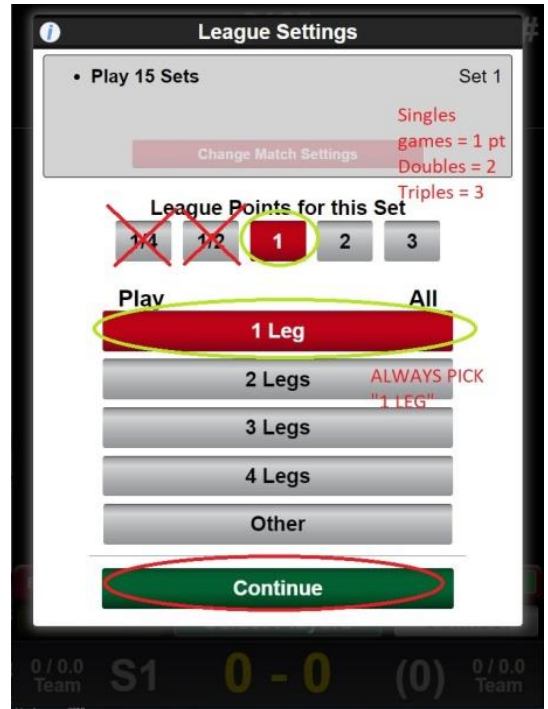 League Settings
#
• Play 15 Sets
Set 1
Singles
games = 1 pt
Doubles = 2
Triples = 3
Change Match Settings
League Points for this Set
1/4
1/2
1
2
3
Play
All
1 Leg
2 Legs
ALWAYS PICK
"1 LEG"
3 Legs
4 Legs
Other
Continue
0 / 0.0
Team
S1
0 - 0
(0)
0 / 0.0
Team